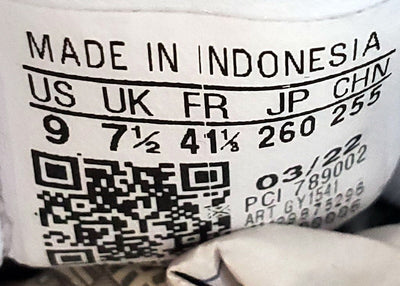 MADE IN INDONESIA
US UK FR JP CHN
9 7½ 41⅓ 260 255
03/22
PCI 789002
ART GY1541